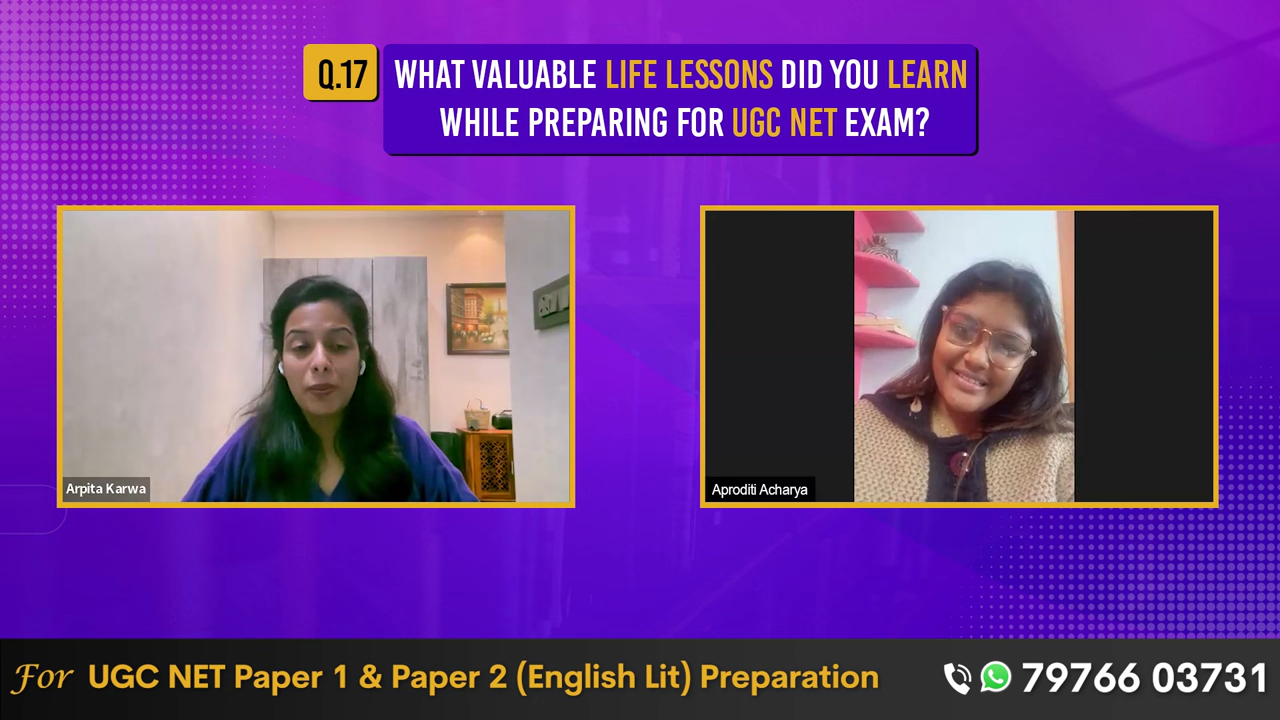 Q.17
WHAT VALUABLE LIFE LESSONS DID YOU LEARN
WHILE PREPARING FOR UGC NET EXAM?
Arpita Karwa
Aproditi Acharya
For UGC NET Paper 1 & Paper 2 (English Lit) Preparation
79766 03731